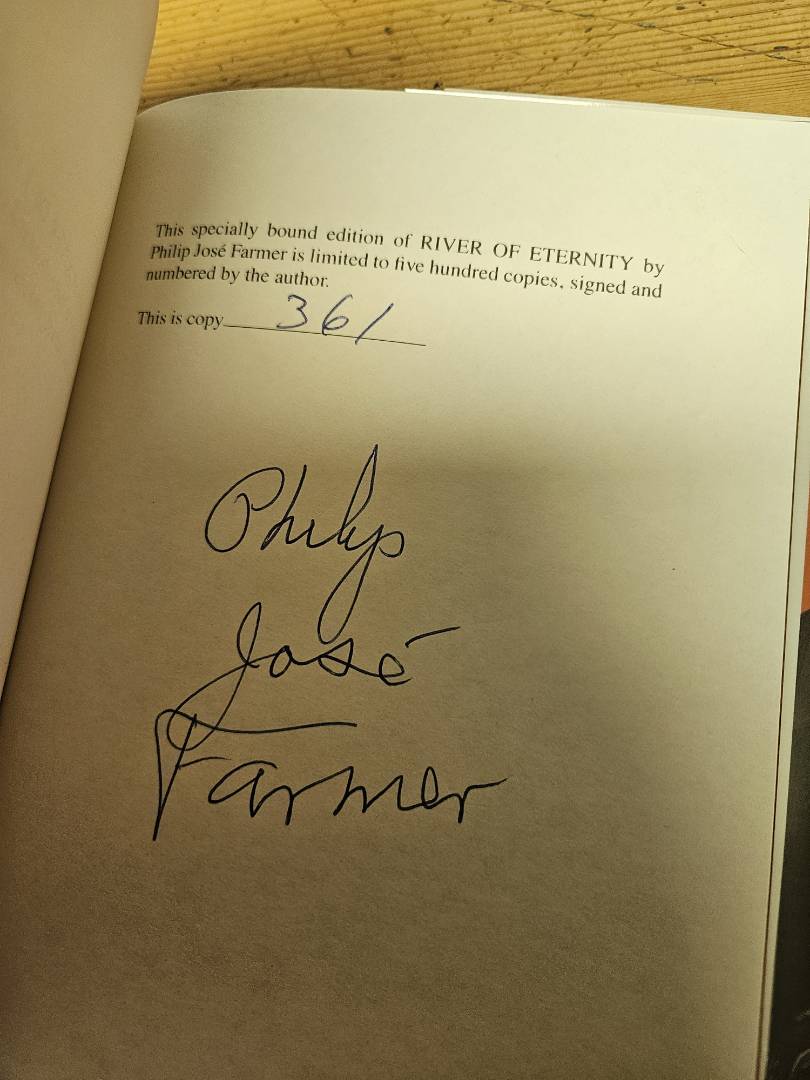 This specially bound edition of RIVER OF ETERNITY by
Philip José Farmer is limited to five hundred copies, signed and
numbered by the author.
This is copy 361
Philip
José
Farmer